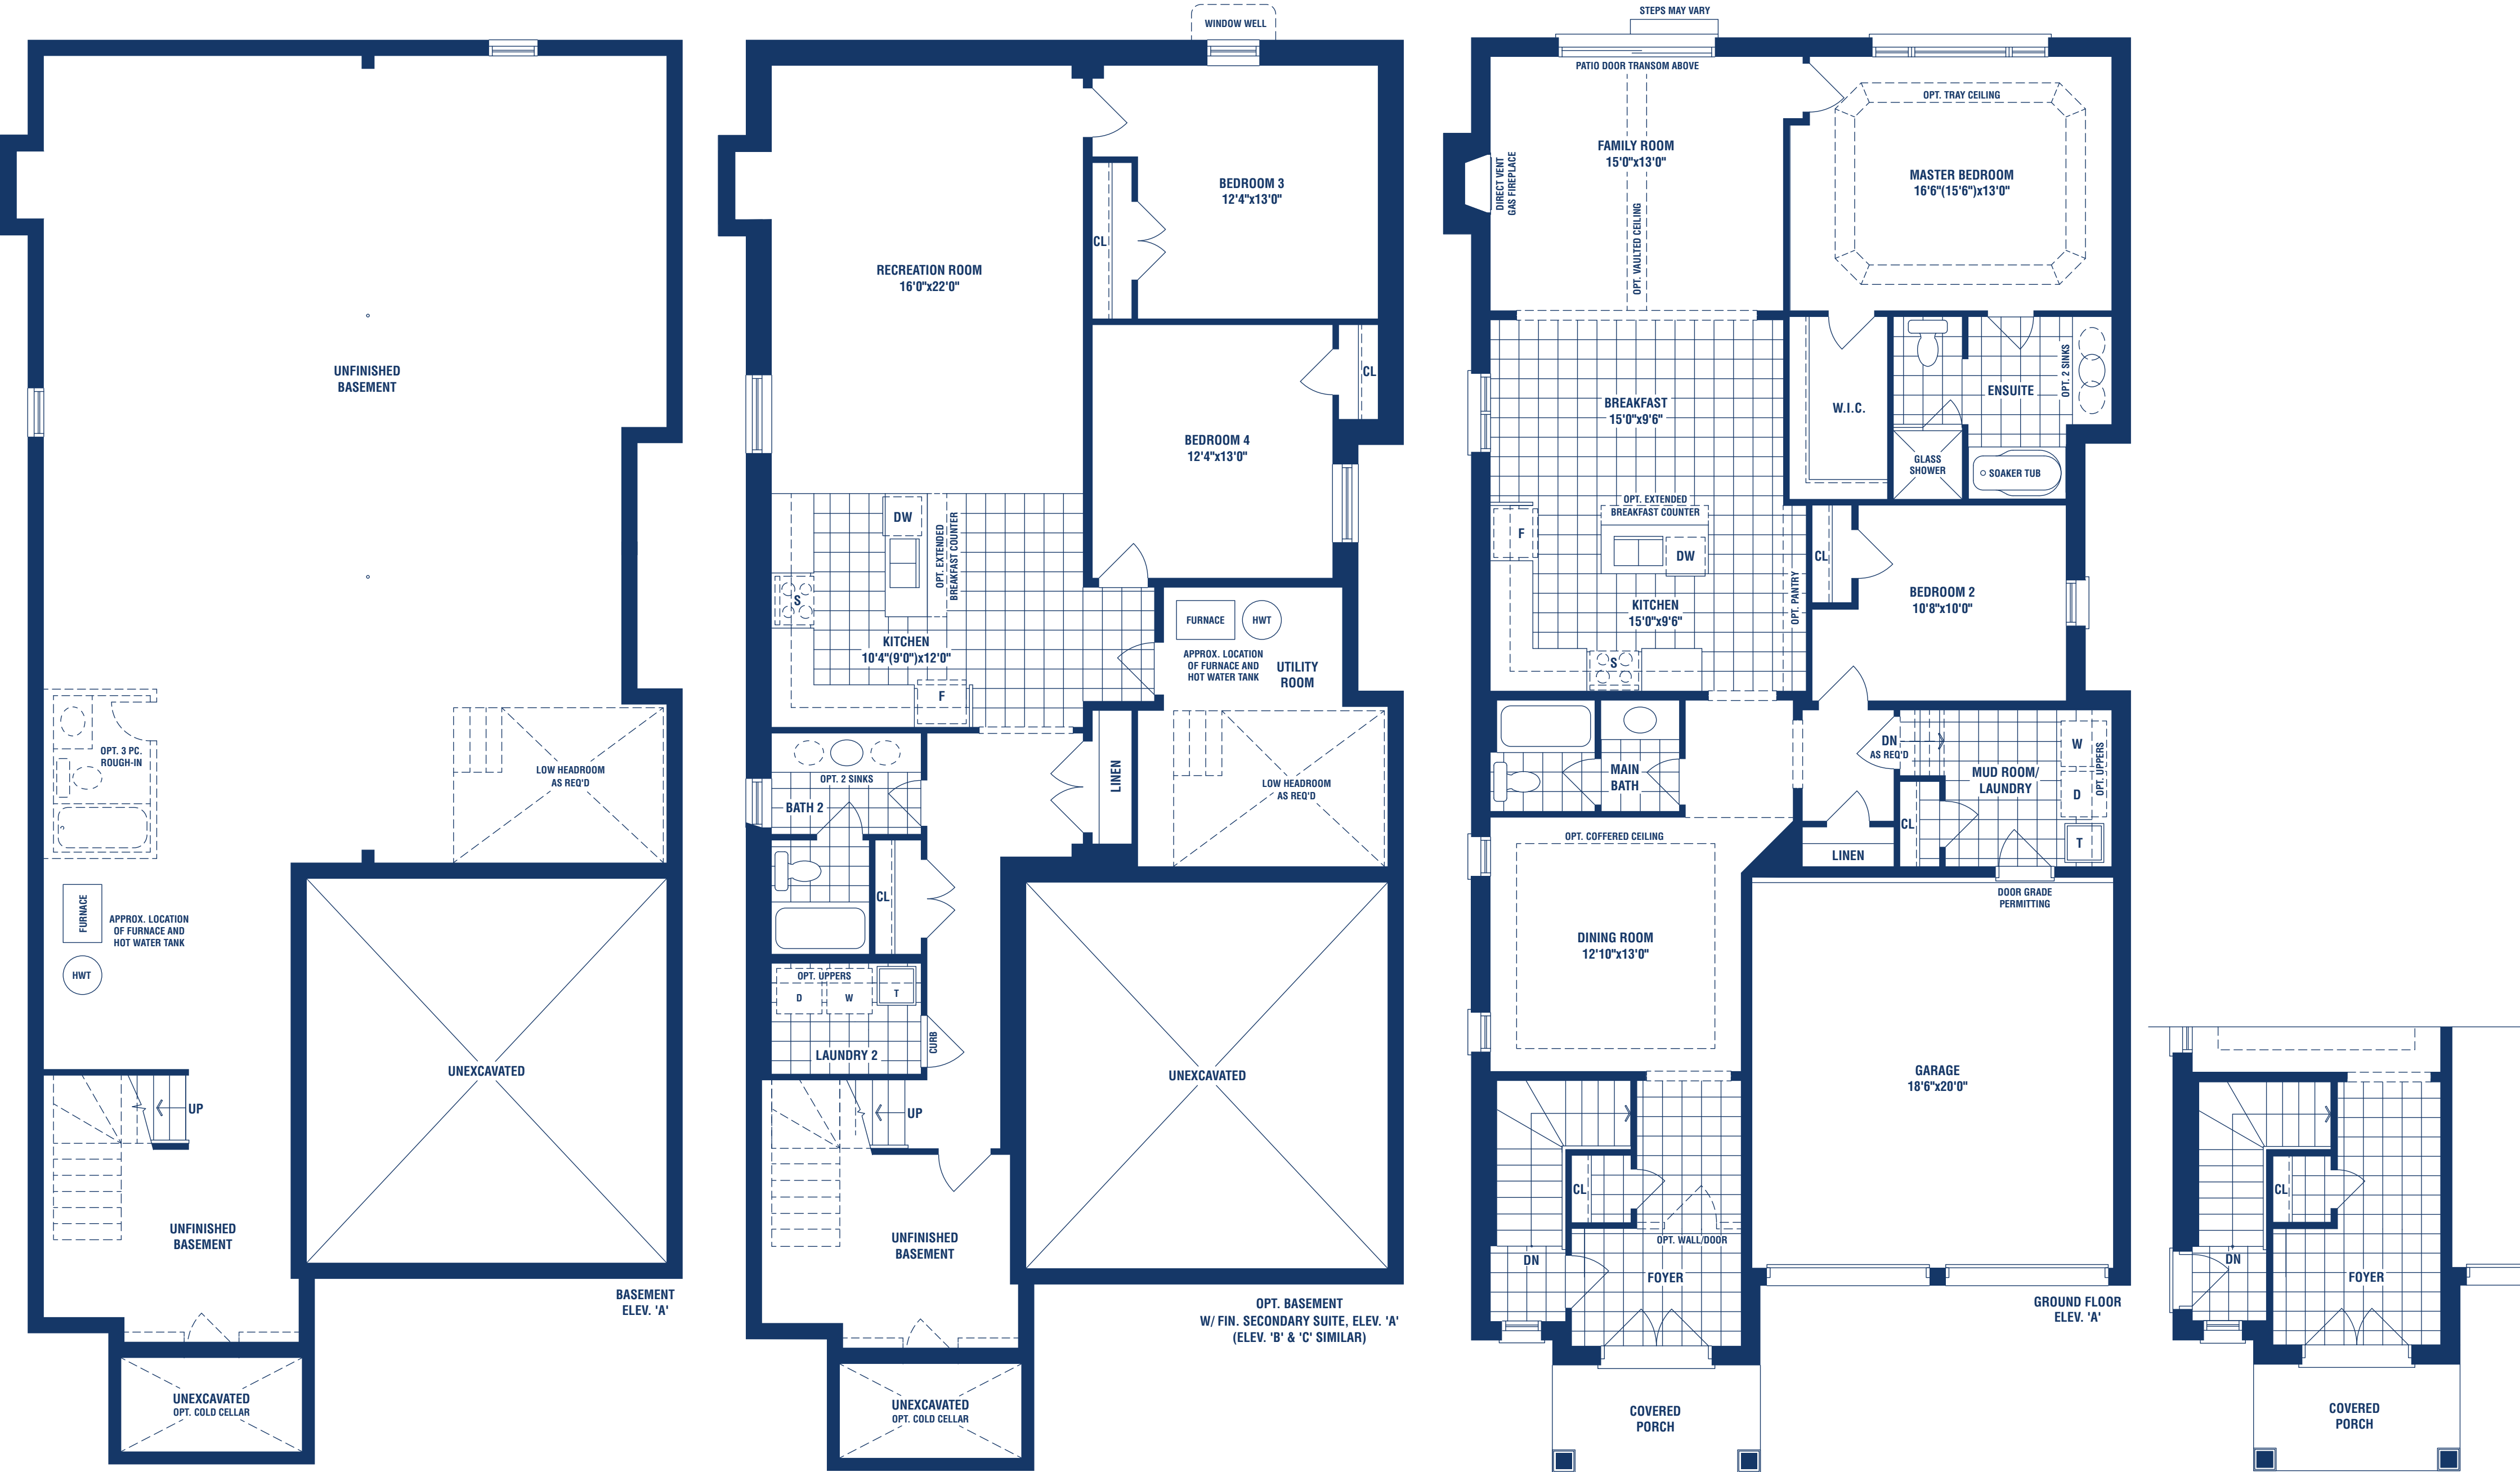 UNFINISHED
BASEMENT
OPT. 3 PC.
ROUGH-IN
LOW HEADROOM
AS REQ'D
FURNACE
APPROX. LOCATION
OF FURNACE AND
HOT WATER TANK
HWT
UNEXCAVATED
UP
UNFINISHED
BASEMENT
BASEMENT
ELEV. 'A'
UNEXCAVATED
OPT. COLD CELLAR
WINDOW WELL
BEDROOM 3
12'4"x13'0"
CL
RECREATION ROOM
16'0"x22'0"
CL
BEDROOM 4
12'4"x13'0"
DW
OPT. EXTENDED
BREAKFAST COUNTER
S
KITCHEN
10'4"(9'0")x12'0"
F
FURNACE
HWT
APPROX. LOCATION
OF FURNACE AND
HOT WATER TANK
UTILITY
ROOM
OPT. 2 SINKS
BATH 2
LINEN
LOW HEADROOM
AS REQ'D
CL
OPT. UPPERS
D
W
T
LAUNDRY 2
CURB
UNEXCAVATED
UP
UNFINISHED
BASEMENT
OPT. BASEMENT
W/ FIN. SECONDARY SUITE, ELEV. 'A'
(ELEV. 'B' & 'C' SIMILAR)
UNEXCAVATED
OPT. COLD CELLAR
STEPS MAY VARY
PATIO DOOR TRANSOM ABOVE
OPT. TRAY CEILING
FAMILY ROOM
15'0"x13'0"
DIRECT VENT
GAS FIREPLACE
MASTER BEDROOM
16'6"(15'6")x13'0"
OPT. VAULTED CEILING
BREAKFAST
15'0"x9'6"
W.I.C.
ENSUITE
OPT. 2 SINKS
GLASS
SHOWER
SOAKER TUB
OPT. EXTENDED
BREAKFAST COUNTER
F
DW
CL
OPT. PANTRY
BEDROOM 2
10'8"x10'0"
KITCHEN
15'0"x9'6"
S
MAIN
BATH
DN
AS REQ'D
MUD ROOM/
LAUNDRY
W
D
OPT. UPPERS
T
CL
LINEN
OPT. COFFERED CEILING
DOOR GRADE
PERMITTING
DINING ROOM
12'10"x13'0"
GARAGE
18'6"x20'0"
CL
OPT. WALL/DOOR
DN
FOYER
GROUND FLOOR
ELEV. 'A'
COVERED
PORCH
CL
DN
FOYER
COVERED
PORCH